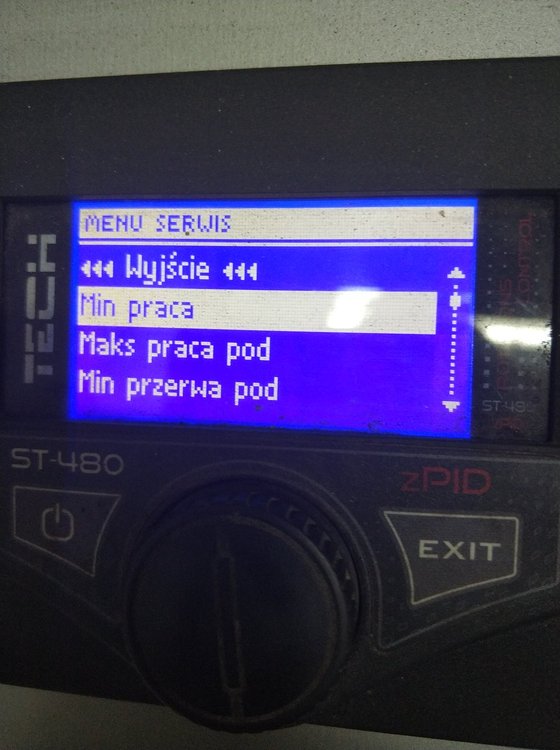 MENU SERWIS
◄◄◄ Wyjście ◄◄◄
Min praca
Maks praca pod
Min przerwa pod
TECH
ST-480
zPID
EXIT